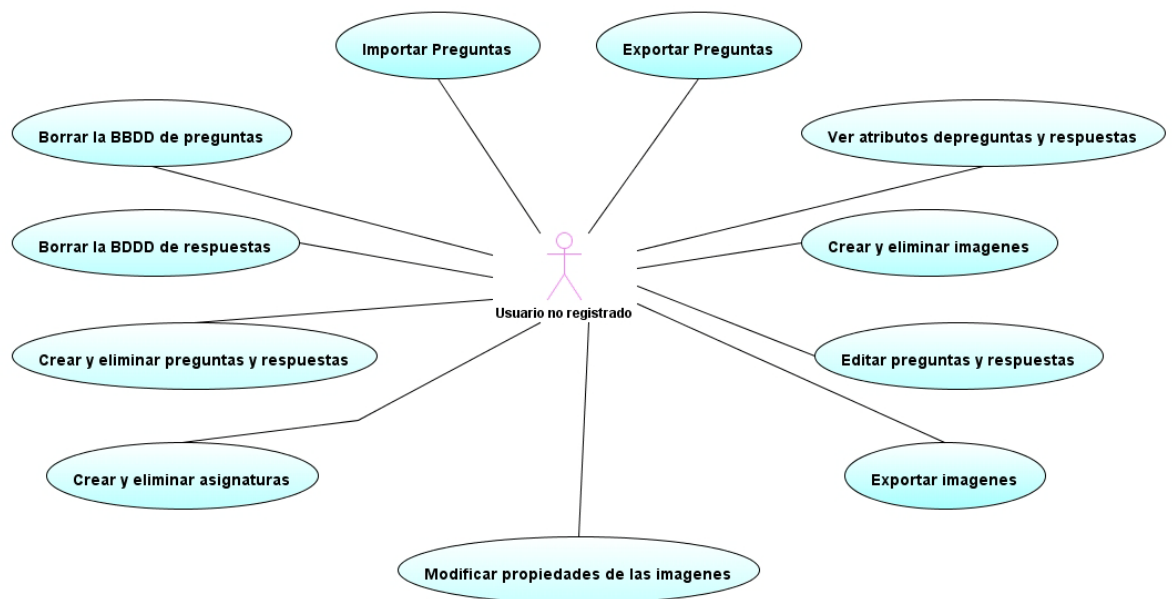 Importar Preguntas
Exportar Preguntas
Borrar la BBDD de preguntas
Ver atributos depreguntas y respuestas
Borrar la BDDD de respuestas
Crear y eliminar imagenes
Usuario no registrado
Crear y eliminar preguntas y respuestas
Editar preguntas y respuestas
Crear y eliminar asignaturas
Exportar imagenes
Modificar propiedades de las imagenes